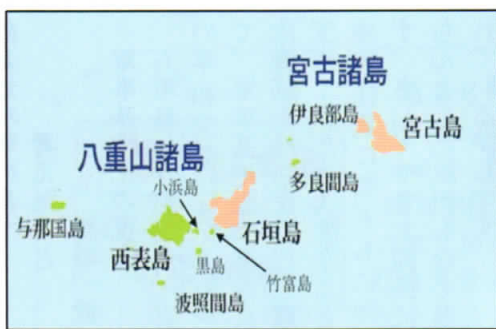 宮古諸島
伊良部島
宮古島
八重山諸島
多良間島
小浜島
与那国島
石垣島
西表島
黒島
竹富島
波照間島